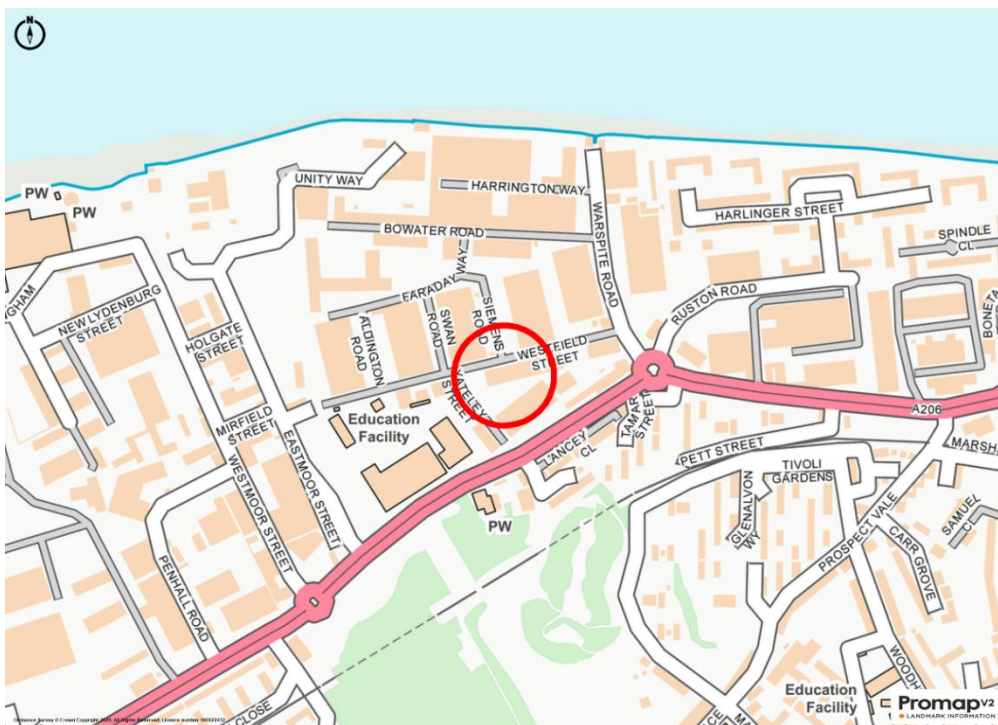 N
UNITY WAY
HARRINGTON WAY
PW
PW
BOWATER ROAD
WARSPITE ROAD
HARLINGER STREET
SPINDLE
CL
FARADAY WAY
NEW LYDENBURG
STREET
HOLGATE
STREET
ALDINGTON
ROAD
SWAN
ROAD
SIEMENS
ROAD
WESTFIELD
STREET
RUSTON ROAD
YATELEY
STREET
MIRFIELD
STREET
EASTMOOR STREET
WESTMOOR STREET
Education
Facility
LANCEY
CL
TAMAR
STREET
A206
PETT STREET
TIVOLI
GARDENS
MARSH
GLENALVON
WY
PROSPECT VALE
SAMUEL
CL
CARR GROVE
PW
PENHALL ROAD
CLOSE
WOODH
Education
Facility
Promap V2
LANDMARK INFORMATION